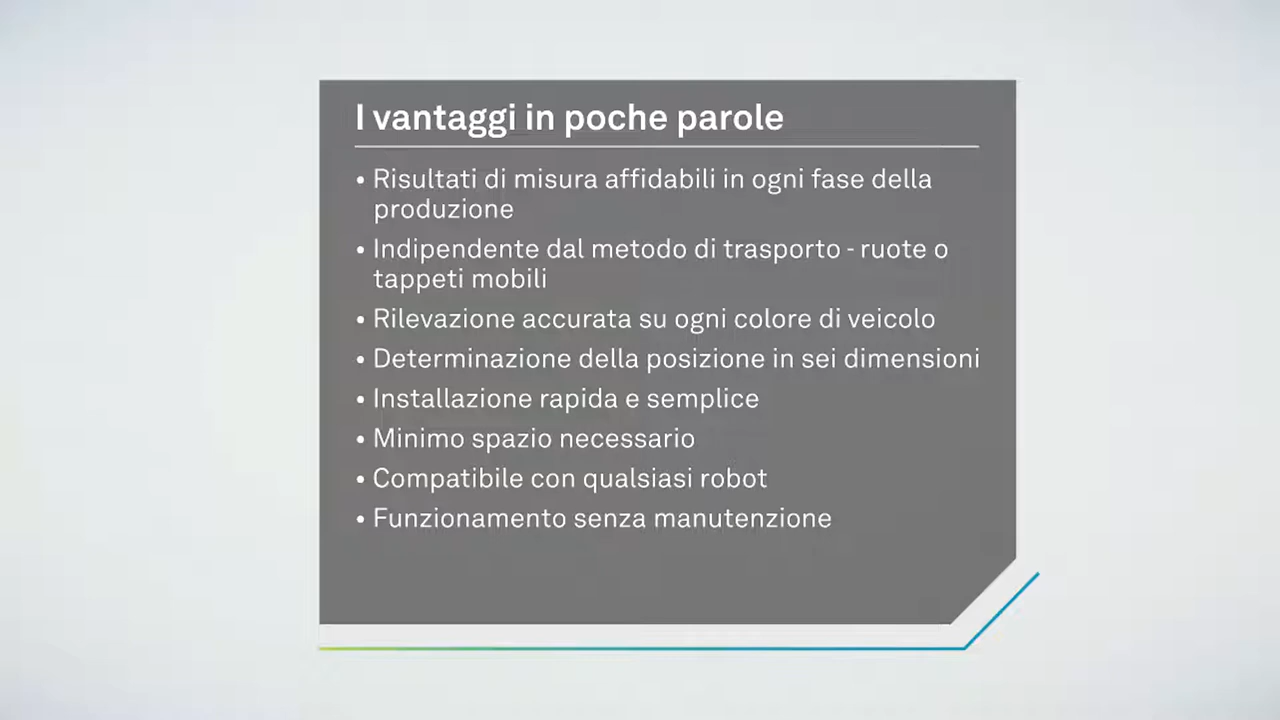 I vantaggi in poche parole
• Risultati di misura affidabili in ogni fase della
produzione
• Indipendente dal metodo di trasporto - ruote o
tappeti mobili
• Rilevazione accurata su ogni colore di veicolo
• Determinazione della posizione in sei dimensioni
• Installazione rapida e semplice
• Minimo spazio necessario
• Compatibile con qualsiasi robot
• Funzionamento senza manutenzione